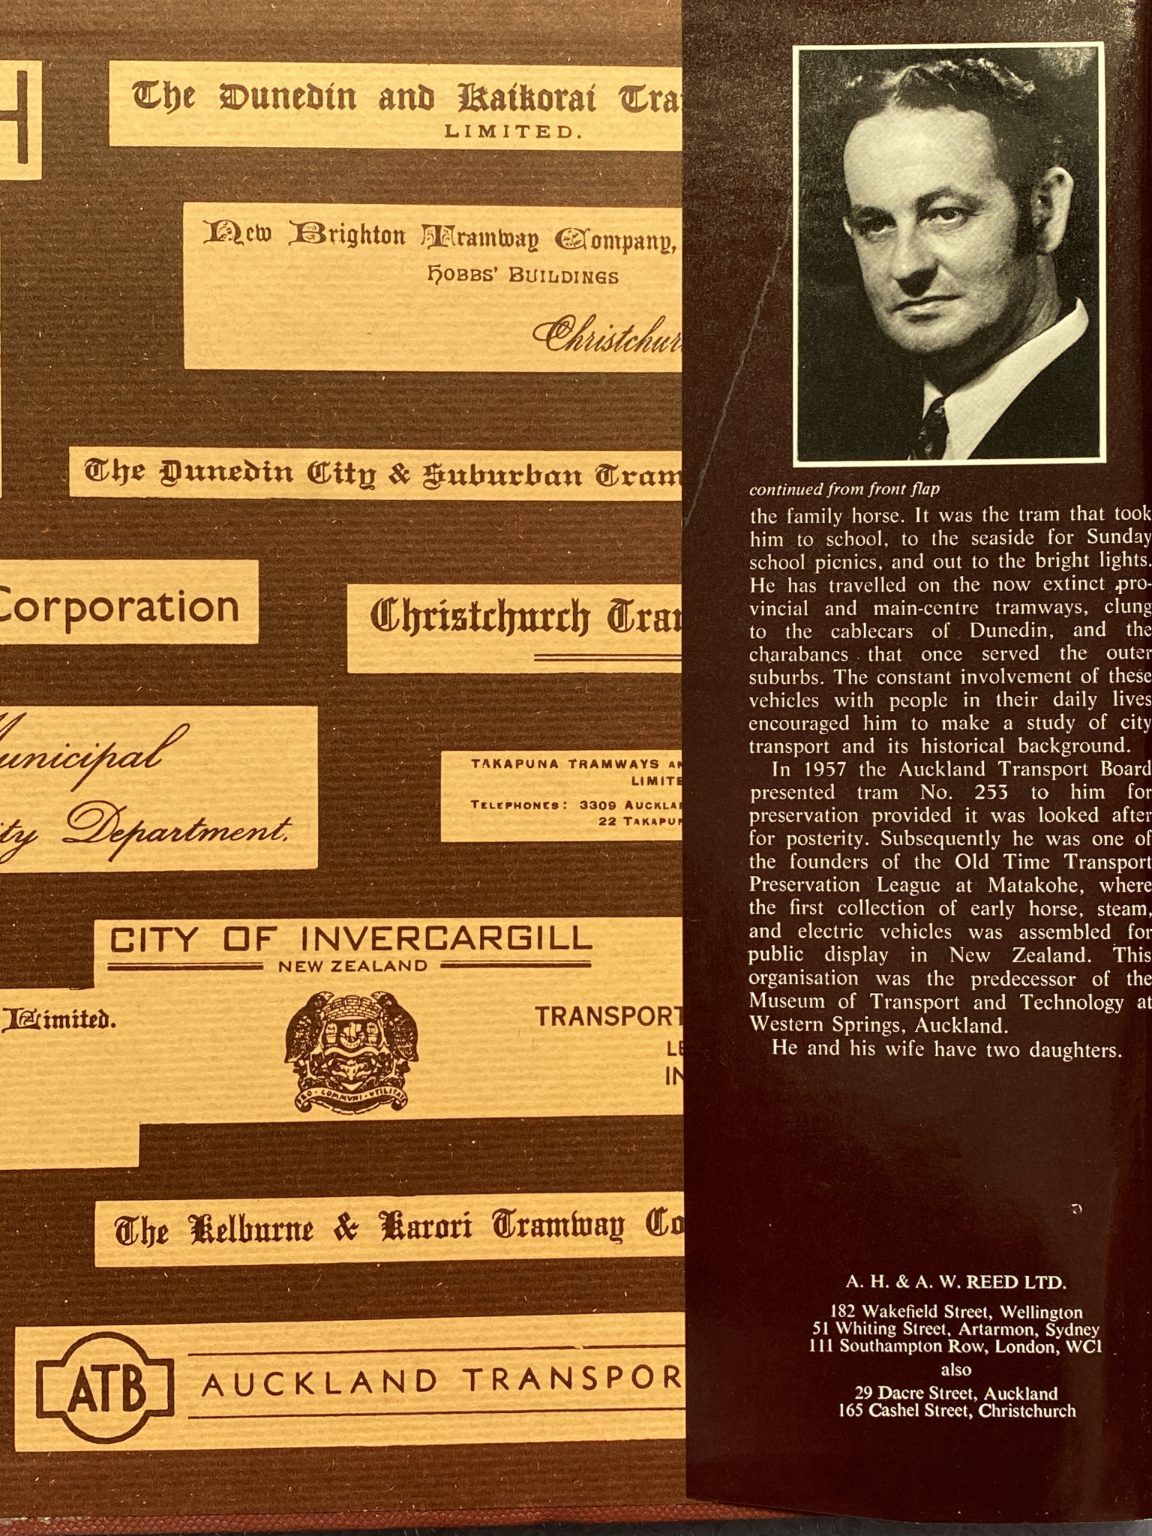 H
The Dunedin and Kaikorai Tra
LIMITED.
New Brighton Tramway Company,
HOBBS' BUILDINGS
Christchur
The Dunedin City & Suburban Tram
Corporation
Christchurch Tra
Municipal
ity Department.
TAKAPUNA TRAMWAYS AN
LIMITE
TELEPHONES: 3309 AUCKLA
22 TAKAPUN
CITY OF INVERCARGILL
NEW ZEALAND
Limited.
TRANSPORT
LE
IN
PRO · COMMUNI · UTILITATE
The Kelburne & Karori Tramway Co
ATB AUCKLAND TRANSPOR
continued from front flap
the family horse. It was the tram that took
him to school, to the seaside for Sunday
school picnics, and out to the bright lights.
He has travelled on the now extinct pro-
vincial and main-centre tramways, clung
to the cablecars of Dunedin, and the
charabancs that once served the outer
suburbs. The constant involvement of these
vehicles with people in their daily lives
encouraged him to make a study of city
transport and its historical background.
In 1957 the Auckland Transport Board
presented tram No. 253 to him for
preservation provided it was looked after
for posterity. Subsequently he was one of
the founders of the Old Time Transport
Preservation League at Matakohe, where
the first collection of early horse, steam,
and electric vehicles was assembled for
public display in New Zealand. This
organisation was the predecessor of the
Museum of Transport and Technology at
Western Springs, Auckland.
He and his wife have two daughters.
A. H. & A. W. REED LTD.
182 Wakefield Street, Wellington
51 Whiting Street, Artarmon, Sydney
111 Southampton Row, London, WC1
also
29 Dacre Street, Auckland
165 Cashel Street, Christchurch